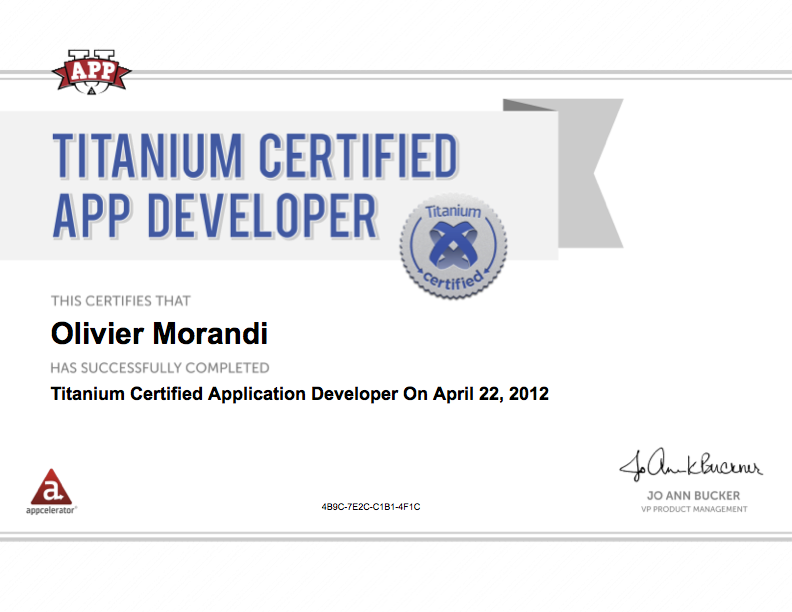 APP
U
TITANIUM CERTIFIED
APP DEVELOPER
Titanium
certified
THIS CERTIFIES THAT
Olivier Morandi
HAS SUCCESSFULLY COMPLETED
Titanium Certified Application Developer On April 22, 2012
Jo Ann K Buckner
a
appcelerator
4B9C-7E2C-C1B1-4F1C
JO ANN BUCKER
VP PRODUCT MANAGEMENT